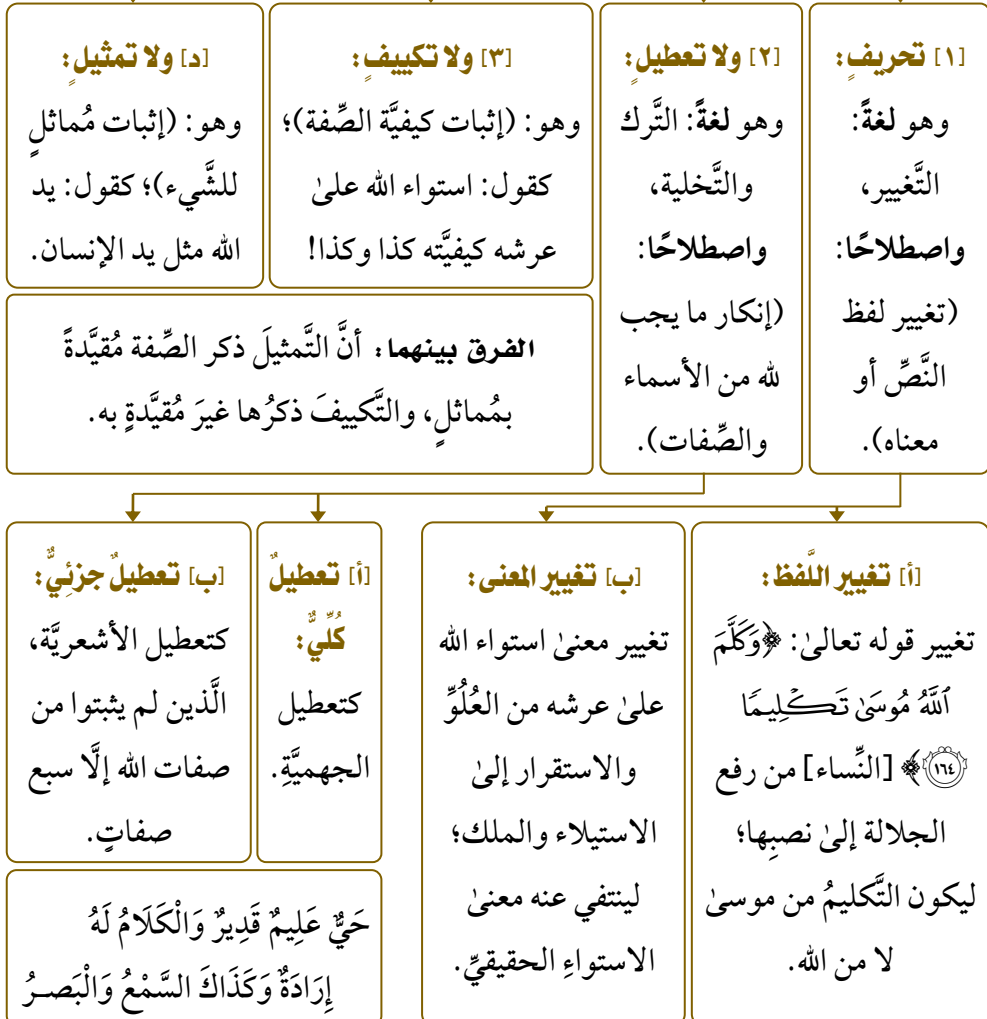 [١] تحريفٍ:
وهو لغةً:
التَّغيير،
واصطلاحًا:
(تغيير لفظ
النَّصِّ أو
معناه).
[٢] ولا تعطيلٍ:
وهو لغةً: التَّرك
والتَّخلية،
واصطلاحًا:
(إنكار ما يجب
لله من الأسماء
والصِّفات).
[٣] ولا تكييفٍ:
وهو: (إثبات كيفيَّة الصِّفة)؛
كقول: استواء الله علىٰ
عرشه كيفيَّته كذا وكذا!
[د] ولا تمثيلٍ:
وهو: (إثبات مُماثلٍ
للشَّيء)؛ كقول: يد
الله مثل يد الإنسان.
الفرق بينهما: أنَّ التَّمثيلَ ذكر الصِّفة مُقيَّدةً
بمُماثلٍ، والتَّكييفَ ذكرُها غيرَ مُقيَّدةٍ به.
[أ] تغيير اللَّفظ:
تغيير قوله تعالىٰ: ﴿وَكَلَّمَ
ٱللَّهُ مُوسَىٰ تَكۡلِيمٗا
١٦٤﴾ [النِّساء] من رفع
الجلالة إلىٰ نصبِها؛
ليكون التَّكليمُ من موسىٰ
لا من الله.
[ب] تغيير المعنى:
تغيير معنىٰ استواء الله
علىٰ عرشه من العُلُوِّ
والاستقرار إلىٰ
الاستيلاء والملك؛
لينتفي عنه معنىٰ
الاستواءِ الحقيقيِّ.
[أ] تعطيلٌ
كُلِّيٌّ:
كتعطيل
الجهميَّةِ.
[ب] تعطيلٌ جزئيٌّ:
كتعطيل الأشعريَّة،
الَّذين لم يثبتوا من
صفات الله إلَّا سبع
صفاتٍ.
حَيٌّ عَلِيمٌ قَدِيرٌ وَالْكَلَامُ لَهُ
إِرَادَةٌ وَكَذَاكَ السَّمْعُ وَالْبَصَرُ